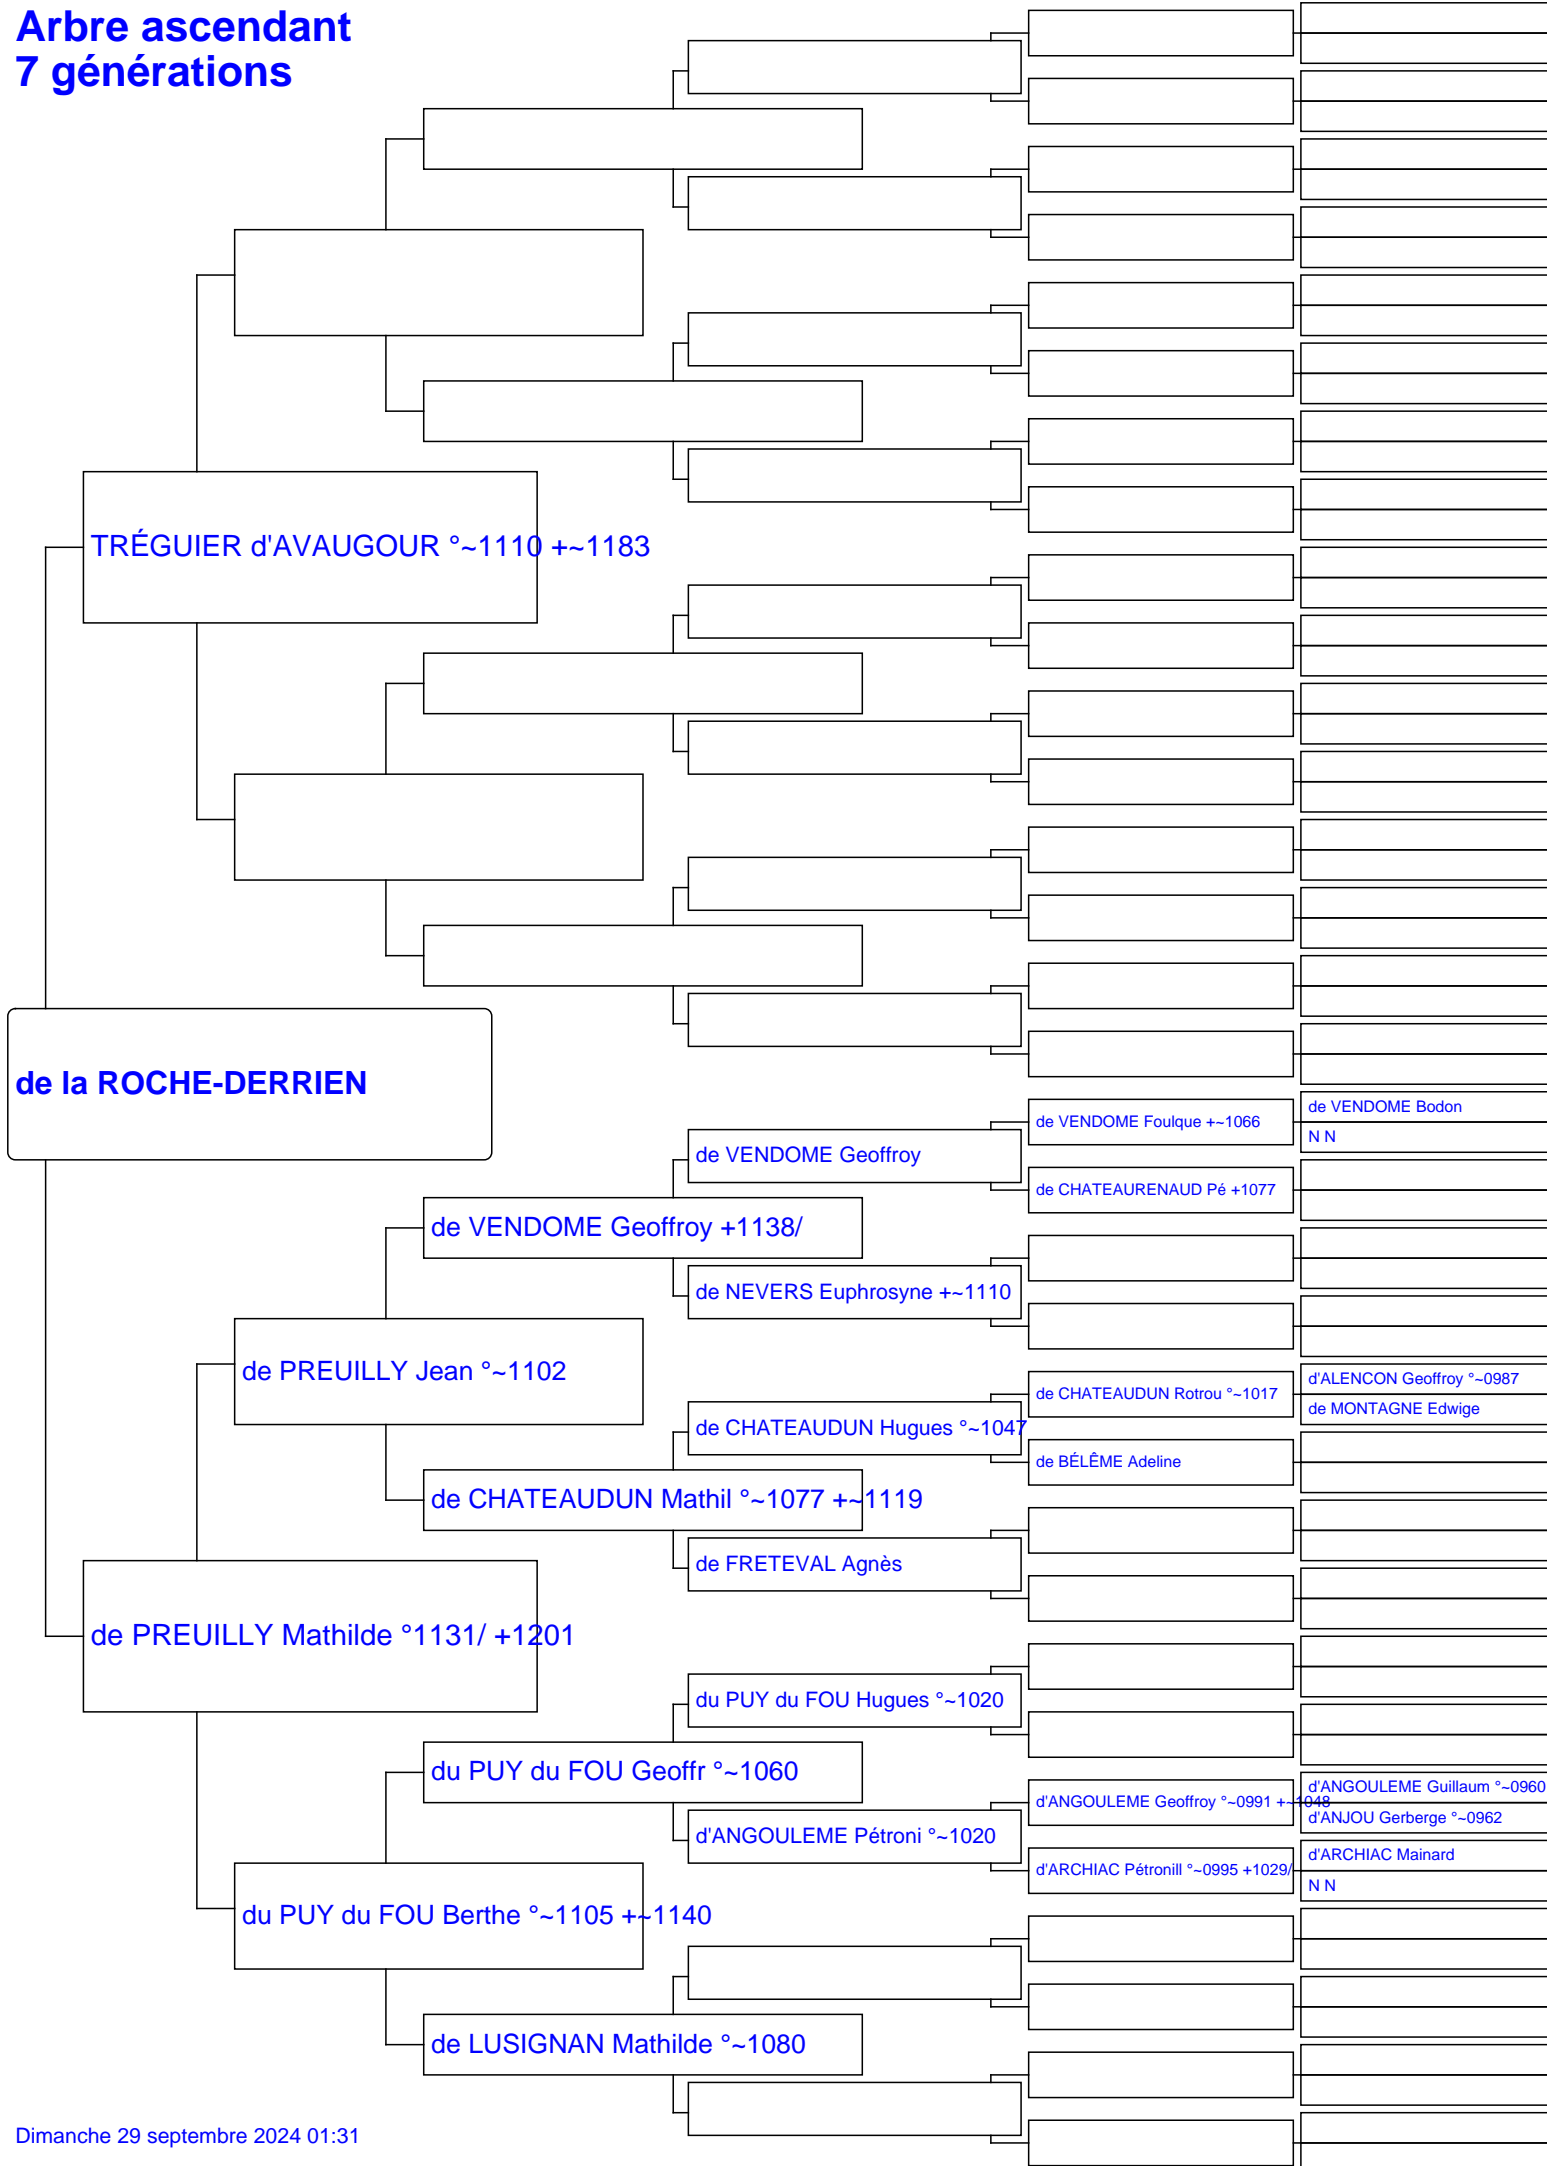 Arbre ascendant
7 générations
TRÉGUIER d'AVAUGOUR °~1110 +~1183
de la ROCHE-DERRIEN
de VENDOME Bodon
de VENDOME Foulque +~1066
N N
de VENDOME Geoffroy
de CHATEAURENAUD Pé +1077
de VENDOME Geoffroy +1138/
de NEVERS Euphrosyne +~1110
de PREUILLY Jean °~1102
d'ALENCON Geoffroy °~0987
de CHATEAUDUN Rotrou °~1017
de MONTAGNE Edwige
de CHATEAUDUN Hugues °~1047
de BÉLÊME Adeline
de CHATEAUDUN Mathil °~1077 +~1119
de FRETEVAL Agnès
de PREUILLY Mathilde °1131/ +1201
du PUY du FOU Hugues °~1020
du PUY du FOU Geoffr °~1060
d'ANGOULEME Guillaum °~0960
d'ANGOULEME Geoffroy °~0991 +~1048
d'ANJOU Gerberge °~0962
d'ANGOULEME Pétroni °~1020
d'ARCHIAC Mainard
d'ARCHIAC Pétronill °~0995 +1029/
N N
du PUY du FOU Berthe °~1105 +~1140
de LUSIGNAN Mathilde °~1080
Dimanche 29 septembre 2024 01:31